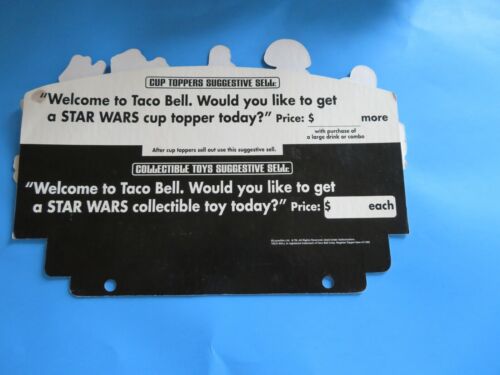 CUP TOPPERS SUGGESTIVE SELL:
"Welcome to Taco Bell. Would you like to get
a STAR WARS cup topper today?" Price: $ more
with purchase of
a large drink or combo
After cup toppers sell out use this suggestive sell.
COLLECTIBLE TOYS SUGGESTIVE SELL:
"Welcome to Taco Bell. Would you like to get
a STAR WARS collectible toy today?" Price: $ each